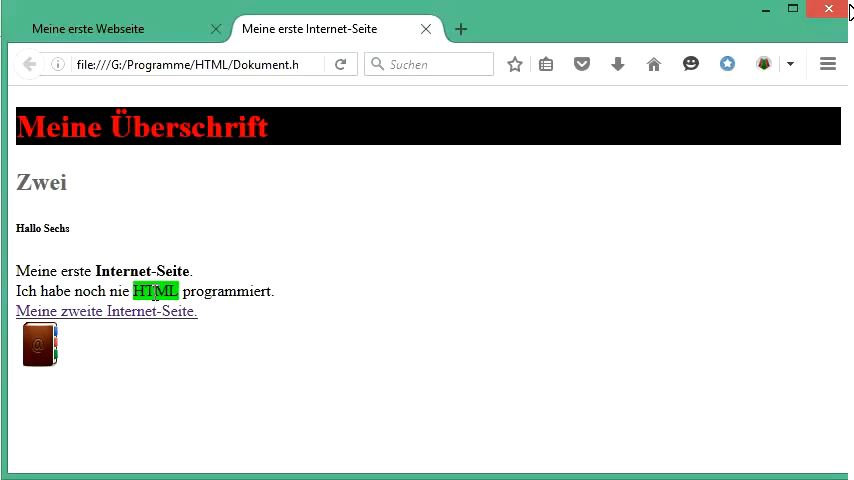 Meine erste Webseite
Meine erste Internet-Seite
file:///G:/Programme/HTML/Dokument.h
Suchen
Meine Überschrift
Zwei
Hallo Sechs
Meine erste Internet-Seite.
Ich habe noch nie HTML programmiert.
Meine zweite Internet-Seite.
@